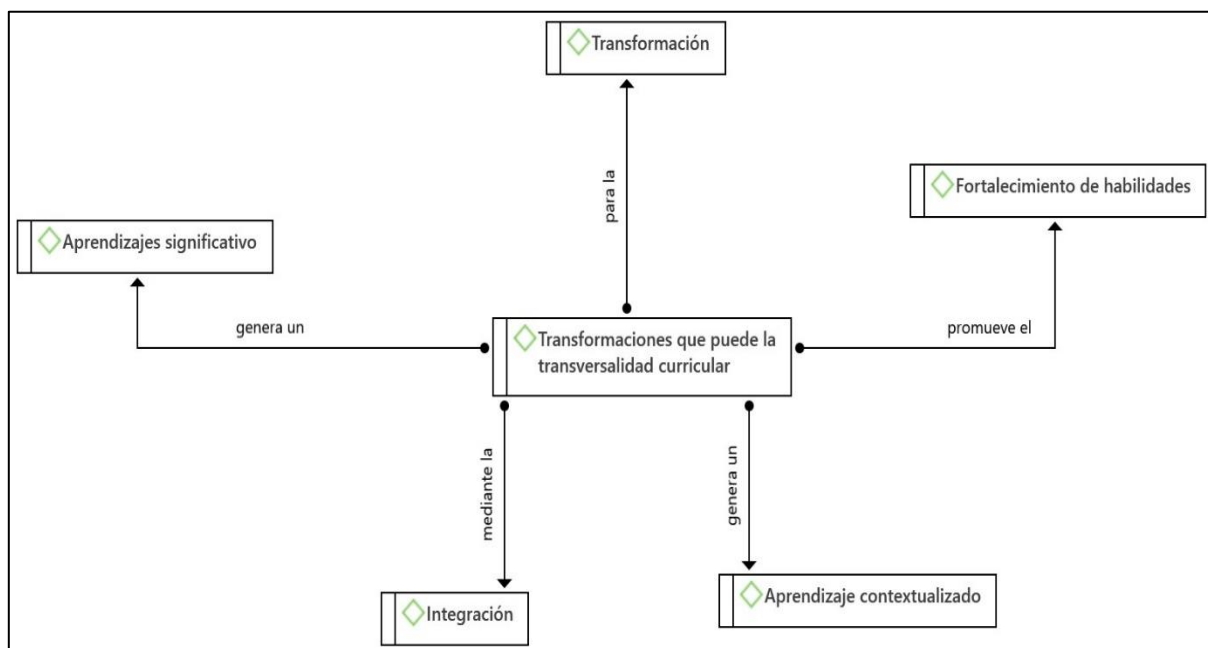 Transformación
para la
Fortalecimiento de habilidades
Aprendizajes significativo
genera un
promueve el
Transformaciones que puede la
transversalidad curricular
mediante la
genera un
Integración
Aprendizaje contextualizado